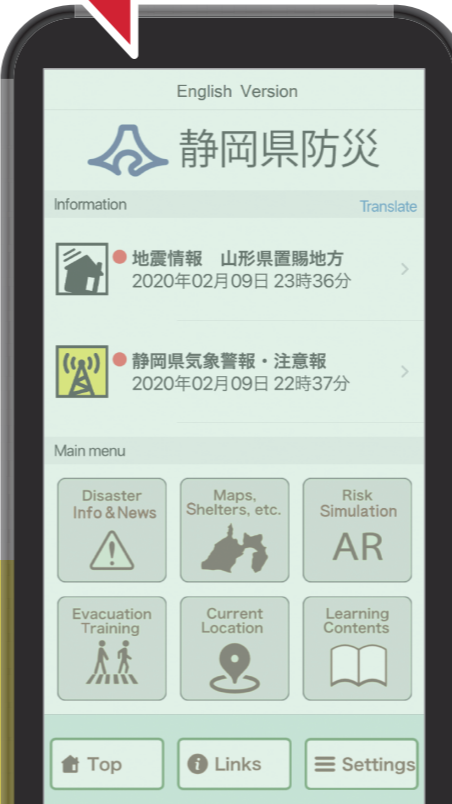 English Version
静岡県防災
Information
Translate
地震情報　山形県置賜地方
2020年02月09日 23時36分
静岡県気象警報・注意報
2020年02月09日 22時37分
Main menu
Disaster
Info & News
Maps,
Shelters, etc.
Risk
Simulation
AR
Evacuation
Training
Current
Location
Learning
Contents
Top
Links
Settings